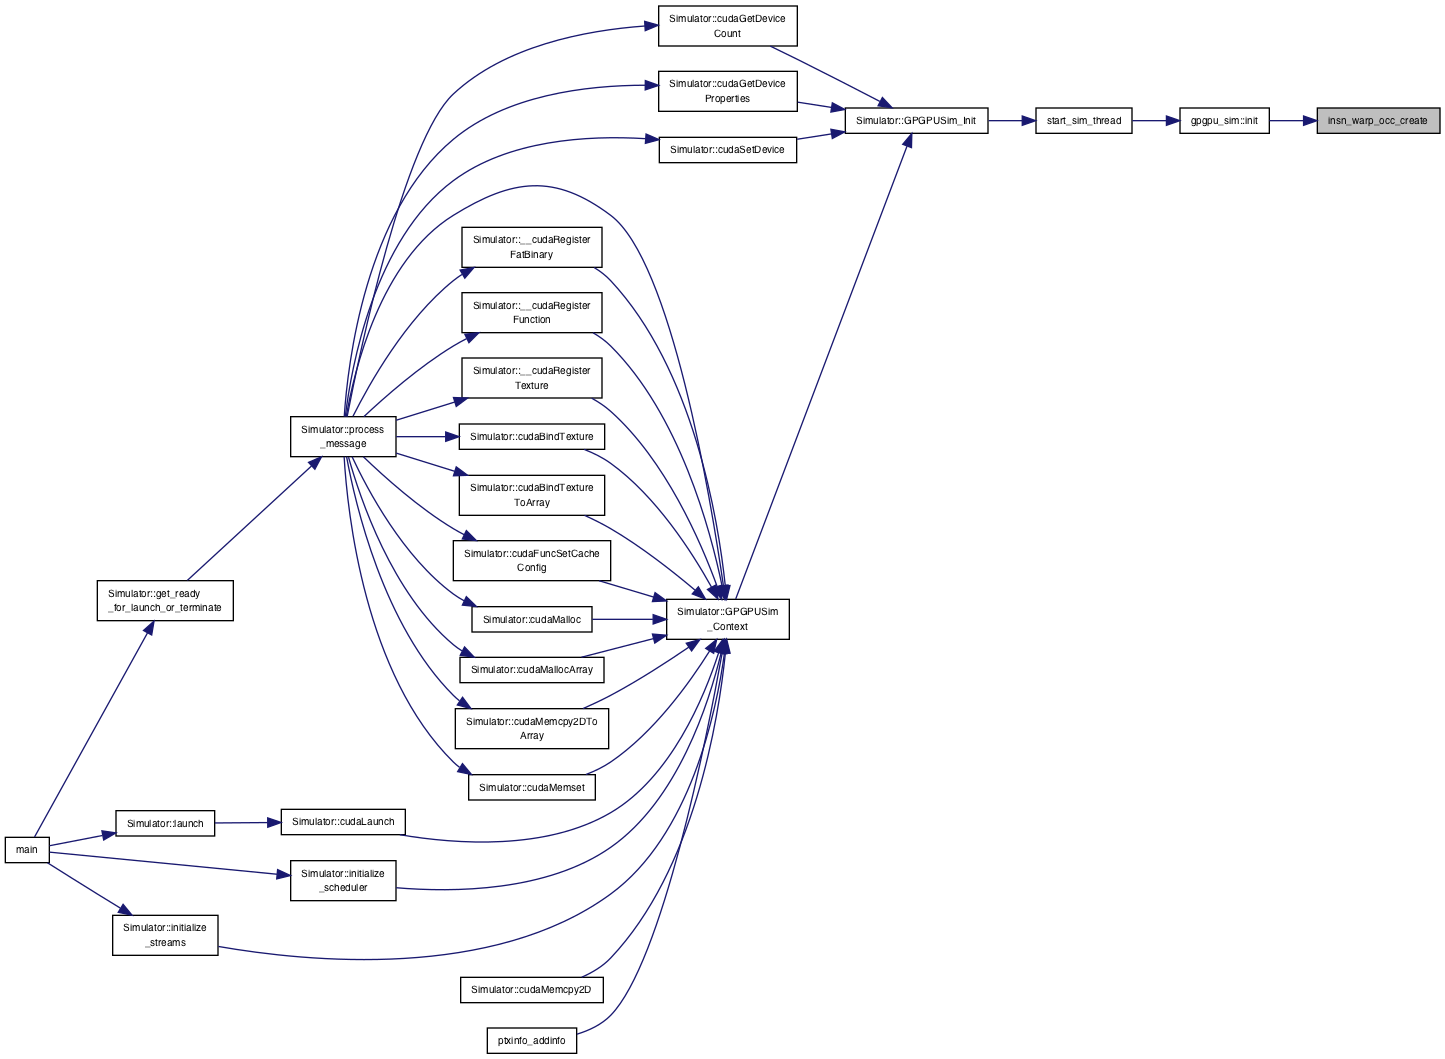 Simulator::cudaGetDevice
Count
Simulator::cudaGetDevice
Properties
Simulator::GPGPUSim_Init
start_sim_thread
gpgpu_sim::init
insn_warp_occ_create
Simulator::cudaSetDevice
Simulator::__cudaRegister
FatBinary
Simulator::__cudaRegister
Function
Simulator::__cudaRegister
Texture
Simulator::process
_message
Simulator::cudaBindTexture
Simulator::cudaBindTexture
ToArray
Simulator::cudaFuncSetCache
Config
Simulator::get_ready
_for_launch_or_terminate
Simulator::cudaMalloc
Simulator::GPGPUSim
_Context
Simulator::cudaMallocArray
Simulator::cudaMemcpy2DTo
Array
Simulator::cudaMemset
Simulator::launch
Simulator::cudaLaunch
main
Simulator::initialize
_scheduler
Simulator::initialize
_streams
Simulator::cudaMemcpy2D
ptxinfo_addinfo